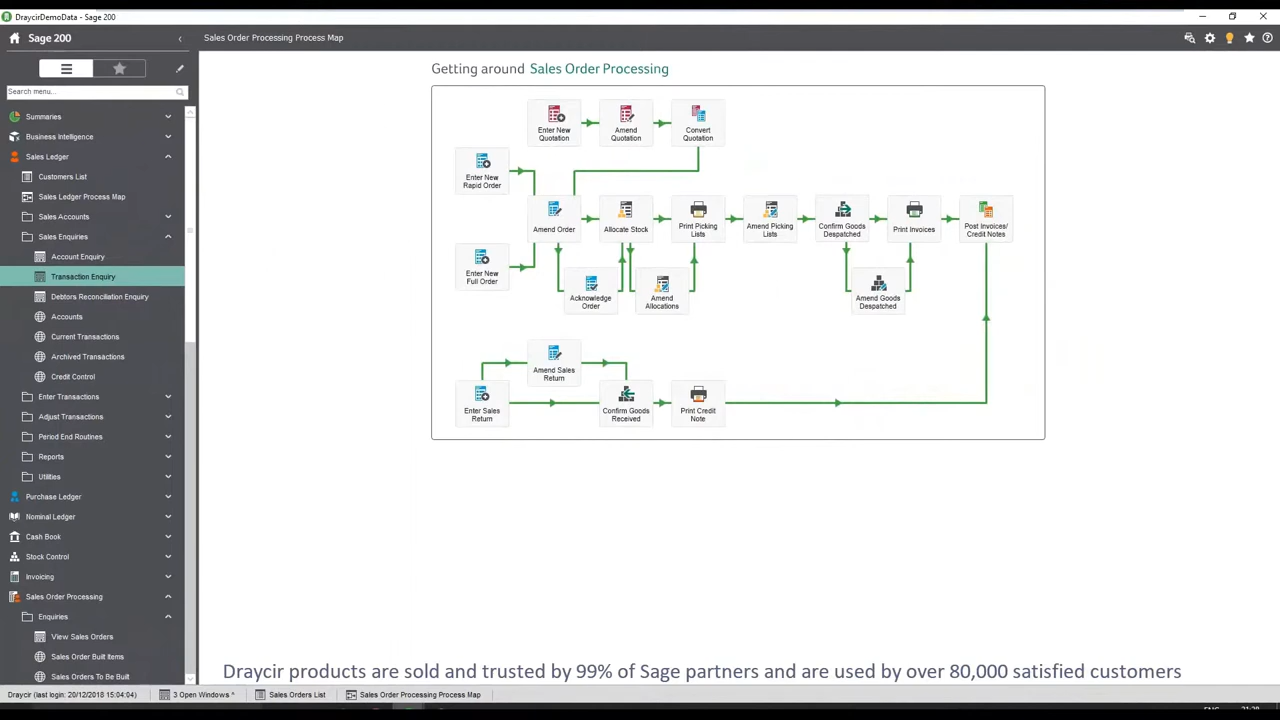 DraycirDemoData - Sage 200
Sage 200
Sales Order Processing Process Map
Search menu...
Summaries
Business Intelligence
Sales Ledger
Customers List
Sales Ledger Process Map
Sales Accounts
Sales Enquiries
Account Enquiry
Transaction Enquiry
Debtors Reconciliation Enquiry
Accounts
Current Transactions
Archived Transactions
Credit Control
Enter Transactions
Adjust Transactions
Period End Routines
Reports
Utilities
Purchase Ledger
Nominal Ledger
Cash Book
Stock Control
Invoicing
Sales Order Processing
Enquiries
View Sales Orders
Sales Order Built Items
Sales Orders To Be Built
Getting around Sales Order Processing
Enter New
Quotation
Amend
Quotation
Convert
Quotation
Enter New
Rapid Order
Amend Order
Allocate Stock
Print Picking
Lists
Amend Picking
Lists
Confirm Goods
Despatched
Print Invoices
Post Invoices/
Credit Notes
Enter New
Full Order
Acknowledge
Order
Amend
Allocations
Amend Goods
Despatched
Amend Sales
Return
Enter Sales
Return
Confirm Goods
Received
Print Credit
Note
Draycir products are sold and trusted by 99% of Sage partners and are used by over 80,000 satisfied customers
Draycir (last login: 20/12/2018 15:04:04)
3 Open Windows ^
Sales Orders List
Sales Order Processing Process Map